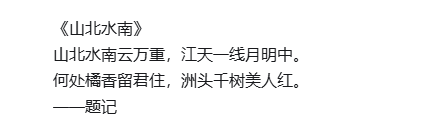 《山北水南》
山北水南云万重，江天一线月明中。
何处橘香留君住，洲头千树美人红。
——题记